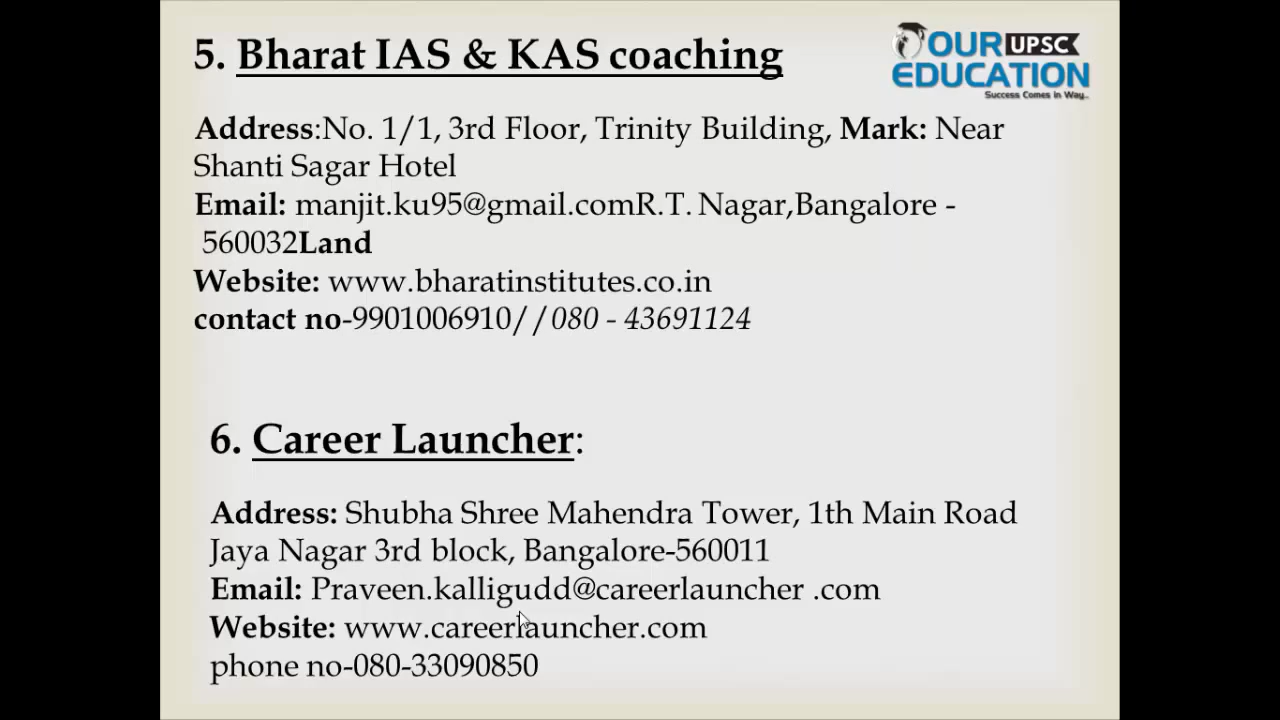 5. Bharat IAS & KAS coaching
OUR UPSC
EDUCATION
Success Comes in Way..
Address:No. 1/1, 3rd Floor, Trinity Building, Mark: Near
Shanti Sagar Hotel
Email: manjit.ku95@gmail.comR.T. Nagar,Bangalore -
560032Land
Website: www.bharatinstitutes.co.in
contact no-9901006910//080 - 43691124
6. Career Launcher:
Address: Shubha Shree Mahendra Tower, 1th Main Road
Jaya Nagar 3rd block, Bangalore-560011
Email: Praveen.kalligudd@careerlauncher .com
Website: www.careerlauncher.com
phone no-080-33090850